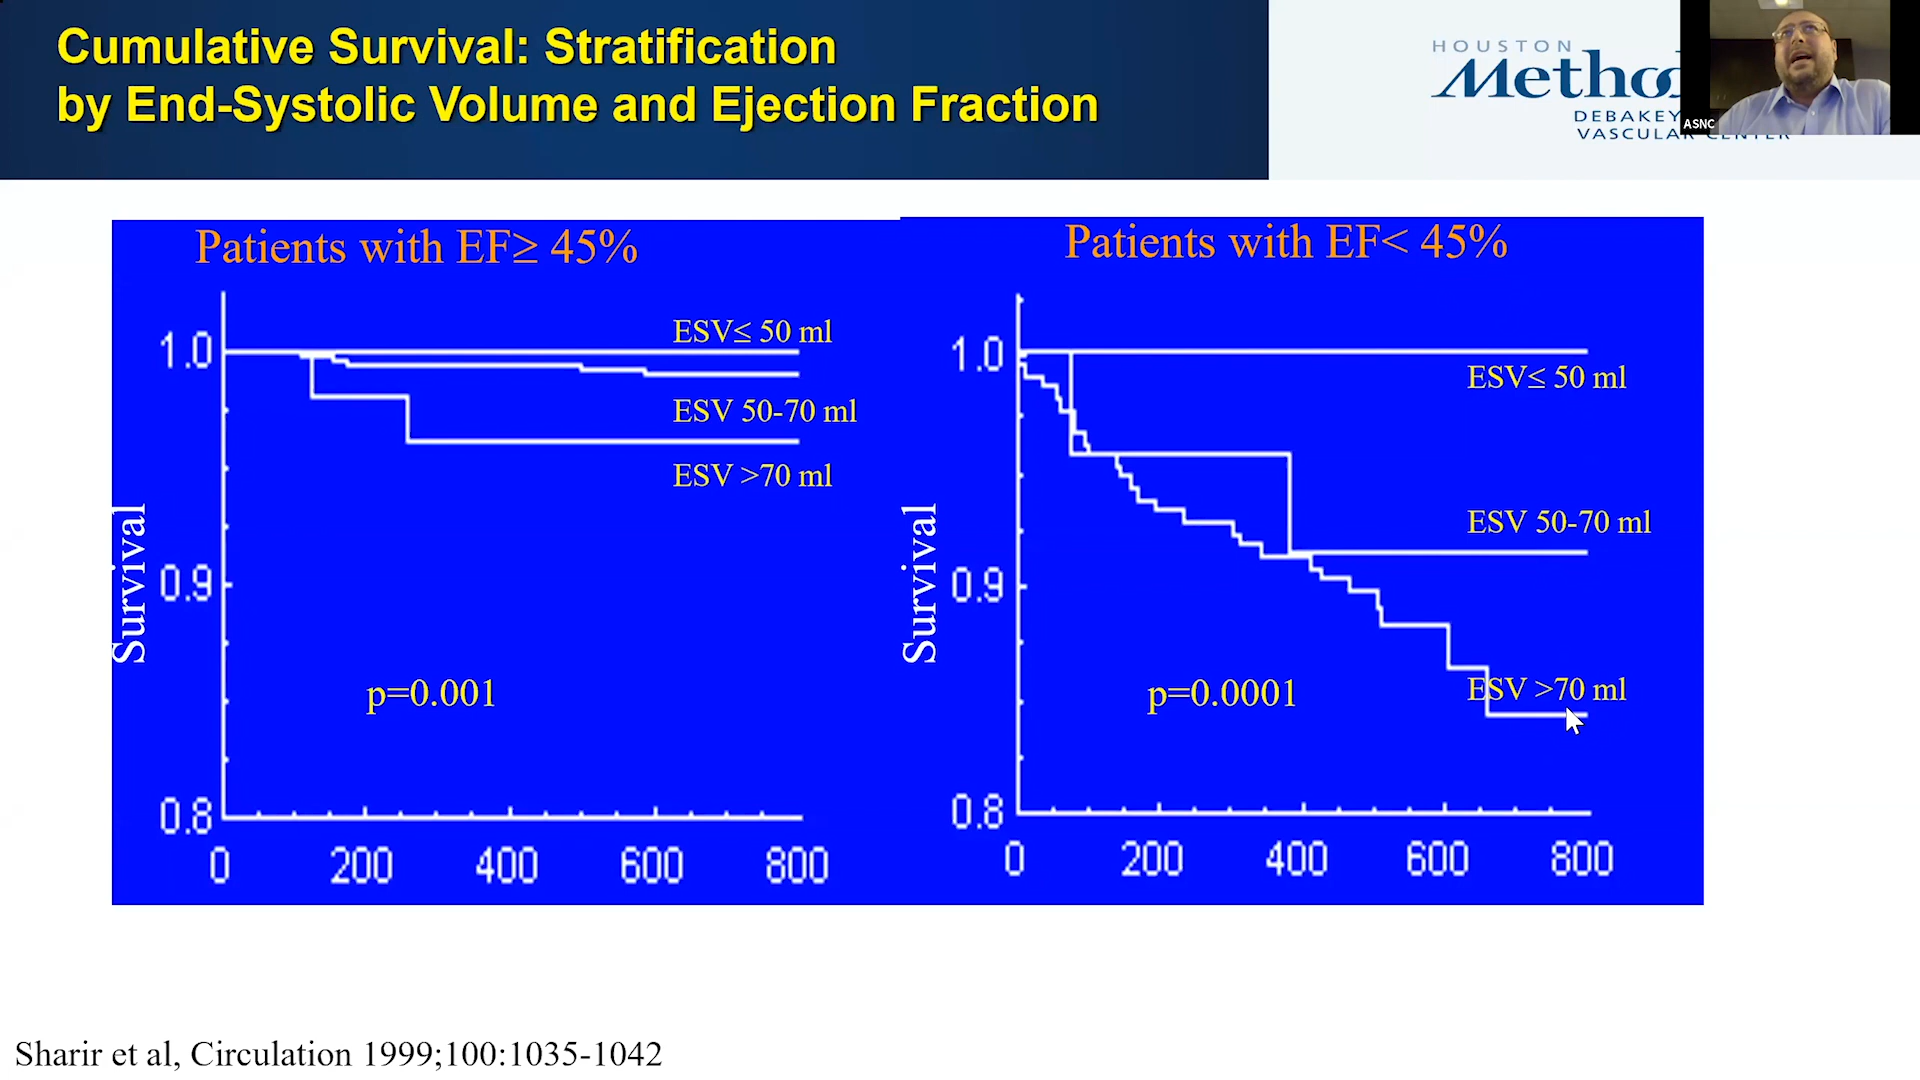 Cumulative Survival: Stratification
by End-Systolic Volume and Ejection Fraction
HOUSTON
DEBAKEY
VASCULAR CENTER
ASNC
Patients with EF≥ 45%
1.0
0.9
0.8
Survival
ESV≤ 50 ml
ESV 50-70 ml
ESV >70 ml
p=0.001
0 200 400 600 800
Patients with EF< 45%
1.0
0.9
0.8
Survival
ESV≤ 50 ml
ESV 50-70 ml
ESV >70 ml
p=0.0001
0 200 400 600 800
Sharir et al, Circulation 1999;100:1035-1042